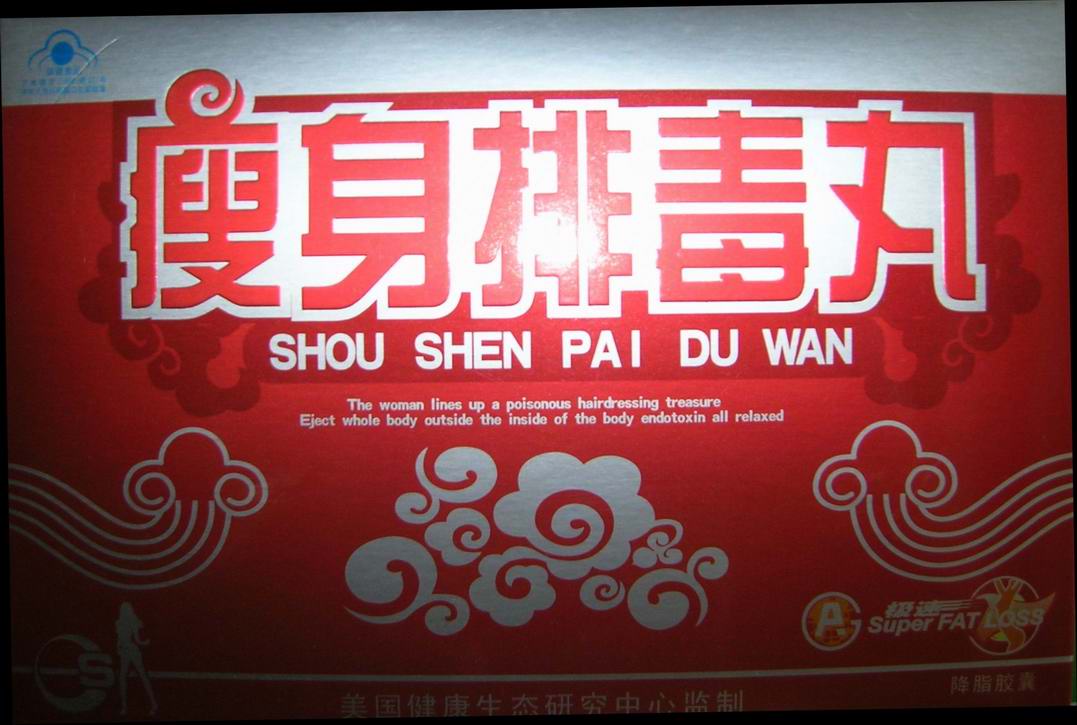 瘦身排毒丸
SHOU SHEN PAI DU WAN
The woman lines up a poisonous hairdressing treasure
Eject whole body outside the inside of the body endotoxin all relaxed
A
极速
Super FAT LOSS
S
降脂胶囊
美国健康生态研究中心监制